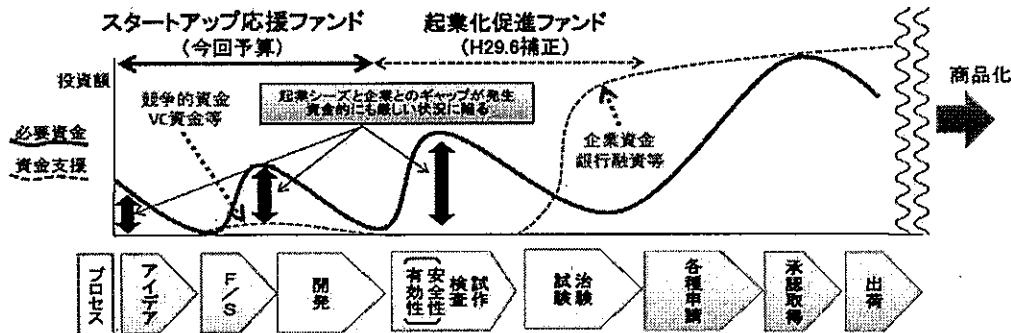 スタートアップ応援ファンド
(今回予算)
起業化促進ファンド
(H29.6補正)
投資額
競争的資金
VC資金等
起業シーズと企業とのギャップが発生
資金的にも厳しい状況に陥る
商品化
必要資金
資金支援
企業資金
銀行融資等
プロセス
アイデア
F/S
開発
試作
検査
安全性
有効性
治験
試験
各種申請
承認取得
出荷